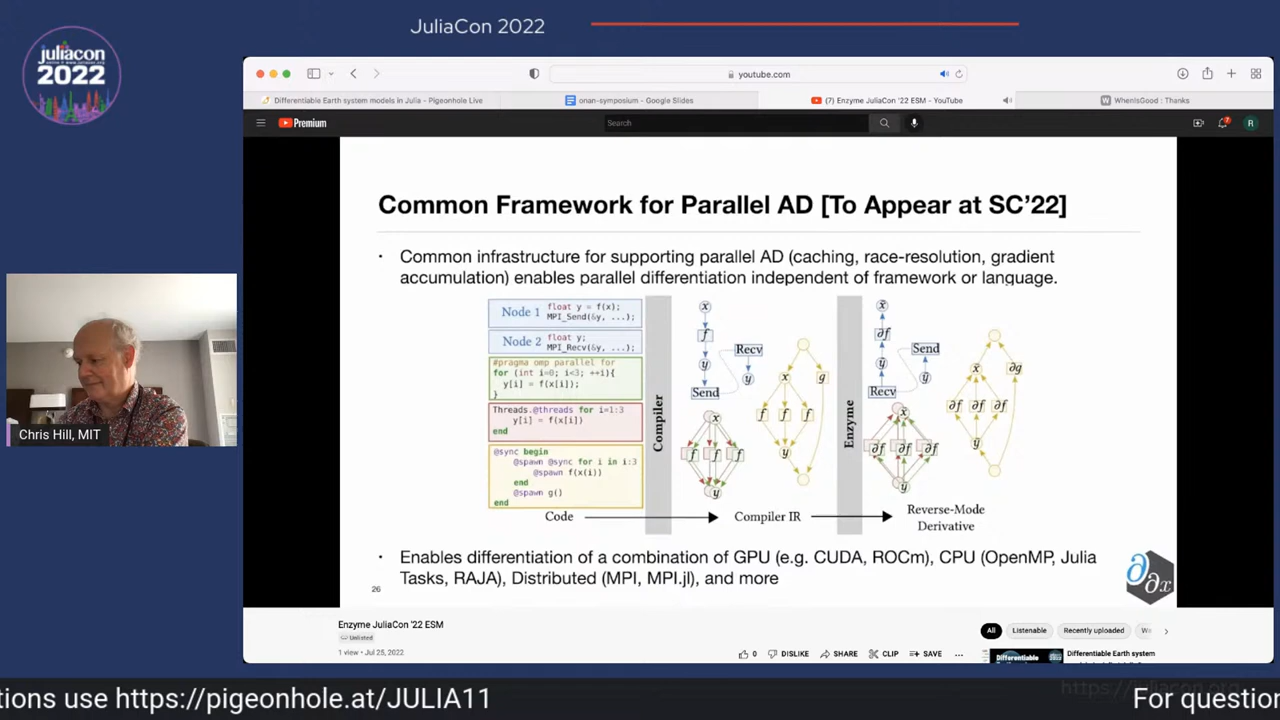 JuliaCon 2022
juliacon
2022
youtube.com
Differentiable Earth system models in Julia - Pigeonhole Live
onan-symposium - Google Slides
(7) Enzyme JuliaCon '22 ESM - YouTube
WhenIsGood : Thanks
Premium
Search
R
Common Framework for Parallel AD [To Appear at SC'22]
· Common infrastructure for supporting parallel AD (caching, race-resolution, gradient
accumulation) enables parallel differentiation independent of framework or language.
Node 1
float y = f(x);
MPI_Send(&y, ...);
Node 2
float y;
MPI_Recv(&y, ...);
#pragma omp parallel for
for (int i=0; i<3; ++i){
y[i] = f(x[i]);
}
Threads.@threads for i=1:3
y[i] = f(x[i])
end
@sync begin
@spawn @sync for i in i:3
@spawn f(x(i))
end
@spawn g()
end
Compiler
x
f
y
Send
Recv
y
x
f f f
y
x g
f f f
y
Enzyme
x̄
∂f
ȳ
Recv
Send
ȳ
x̄
∂f ∂f ∂f
ȳ
x̄ ∂g
∂f ∂f ∂f
ȳ
Code
Compiler IR
Reverse-Mode
Derivative
· Enables differentiation of a combination of GPU (e.g. CUDA, ROCm), CPU (OpenMP, Julia
Tasks, RAJA), Distributed (MPI, MPI.jl), and more
26
∂/∂x
Chris Hill, MIT
Enzyme JuliaCon '22 ESM
Unlisted
1 view • Jul 25, 2022
0 DISLIKE SHARE CLIP SAVE ...
All Listenable Recently uploaded
Differentiable Earth system
https://juliacon.org
tions use https://pigeonhole.at/JULIA11
For question